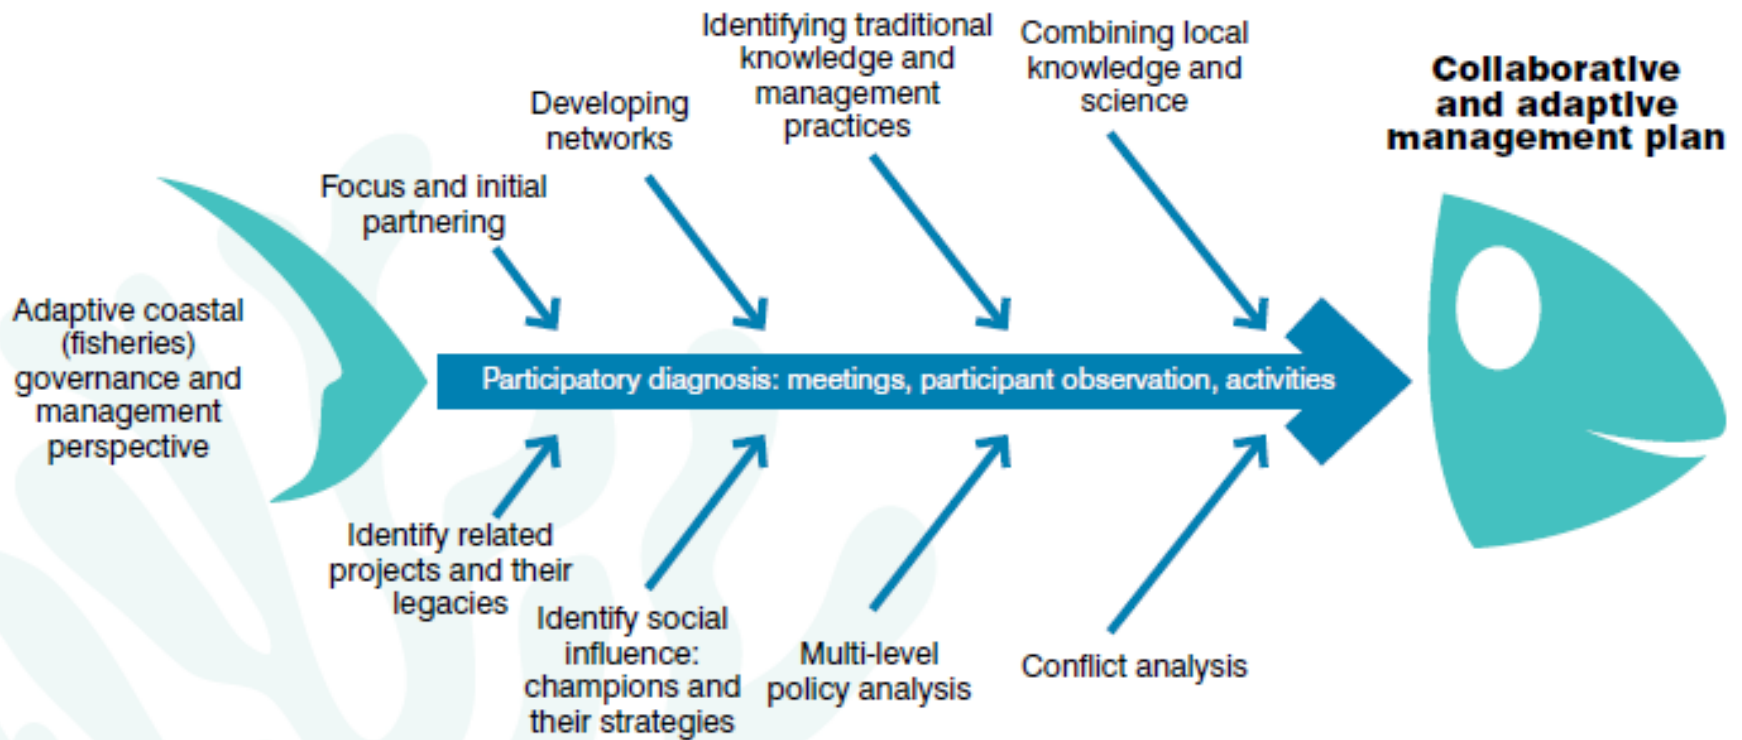 Identifying traditional
knowledge and
management
practices
Combining local
knowledge and
science
Collaborative
and adaptive
management plan
Developing
networks
Focus and initial
partnering
Adaptive coastal
(fisheries)
governance and
management
perspective
Participatory diagnosis: meetings, participant observation, activities
Identify related
projects and their
legacies
Identify social
influence:
champions and
their strategies
Multi-level
policy analysis
Conflict analysis